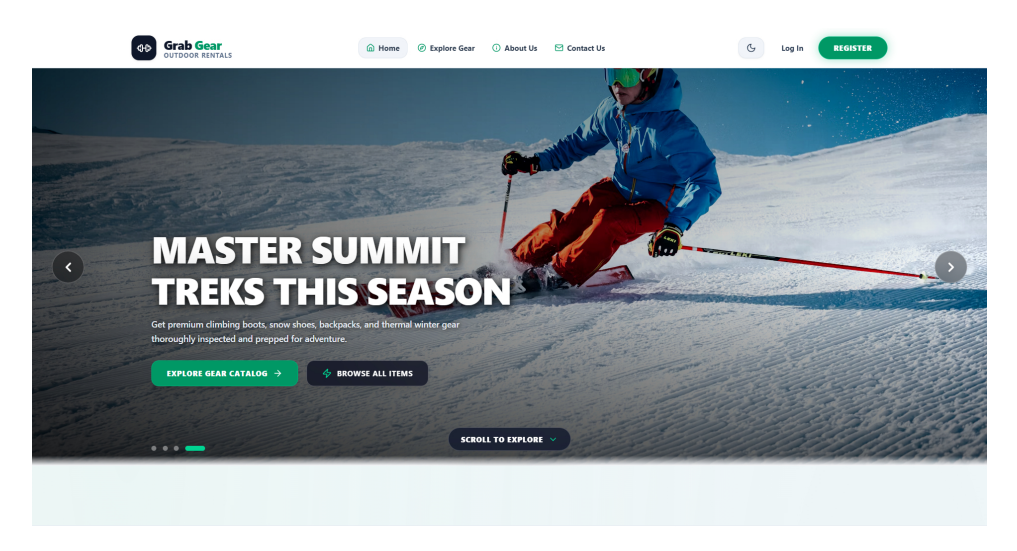 Grab Gear
OUTDOOR RENTALS
Home
Explore Gear
About Us
Contact Us
Log In
REGISTER
MASTER SUMMIT
TREKS THIS SEASON
Get premium climbing boots, snow shoes, backpacks, and thermal winter gear
thoroughly inspected and prepped for adventure.
EXPLORE GEAR CATALOG
BROWSE ALL ITEMS
SCROLL TO EXPLORE